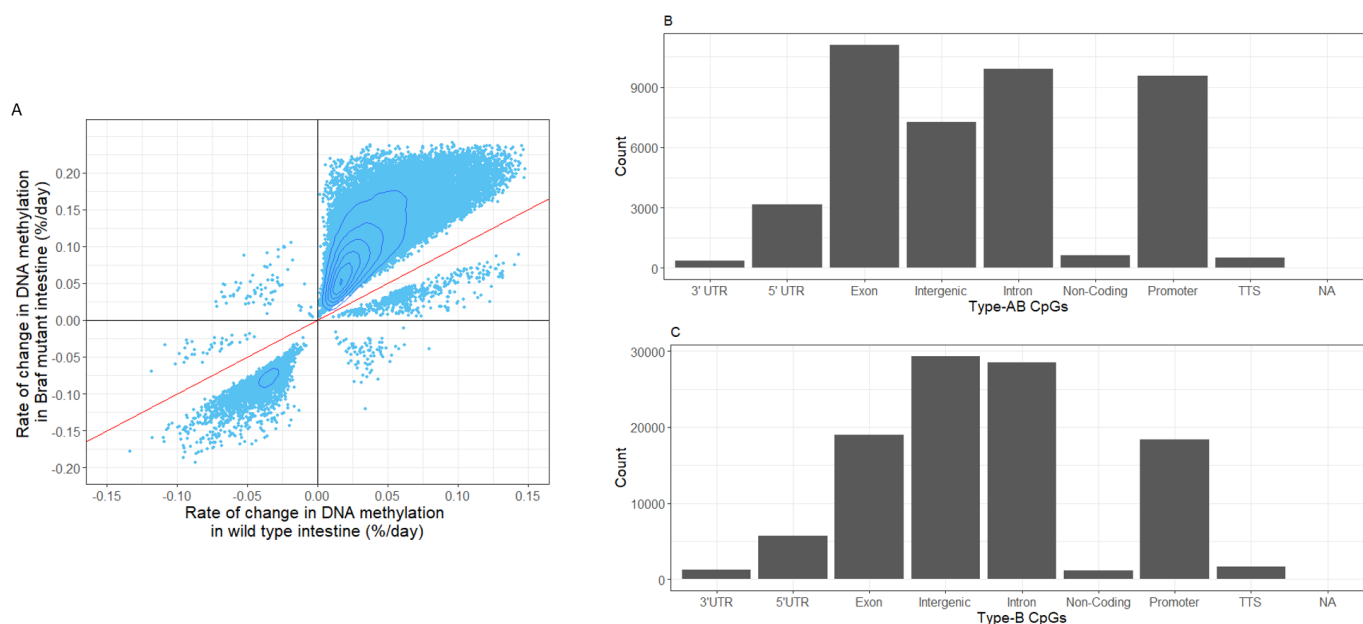 A
Rate of change in DNA methylation
in Braf mutant intestine (%/day)
0.20
0.15
0.10
0.05
0.00
-0.05
-0.10
-0.15
-0.20
-0.15 -0.10 -0.05 0.00 0.05 0.10 0.15
Rate of change in DNA methylation
in wild type intestine (%/day)
B
Count
9000
6000
3000
0
3' UTR 5' UTR Exon Intergenic Intron Non-Coding Promoter TTS NA
Type-AB CpGs
C
Count
30000
20000
10000
0
3'UTR 5'UTR Exon Intergenic Intron Non-Coding Promoter TTS NA
Type-B CpGs